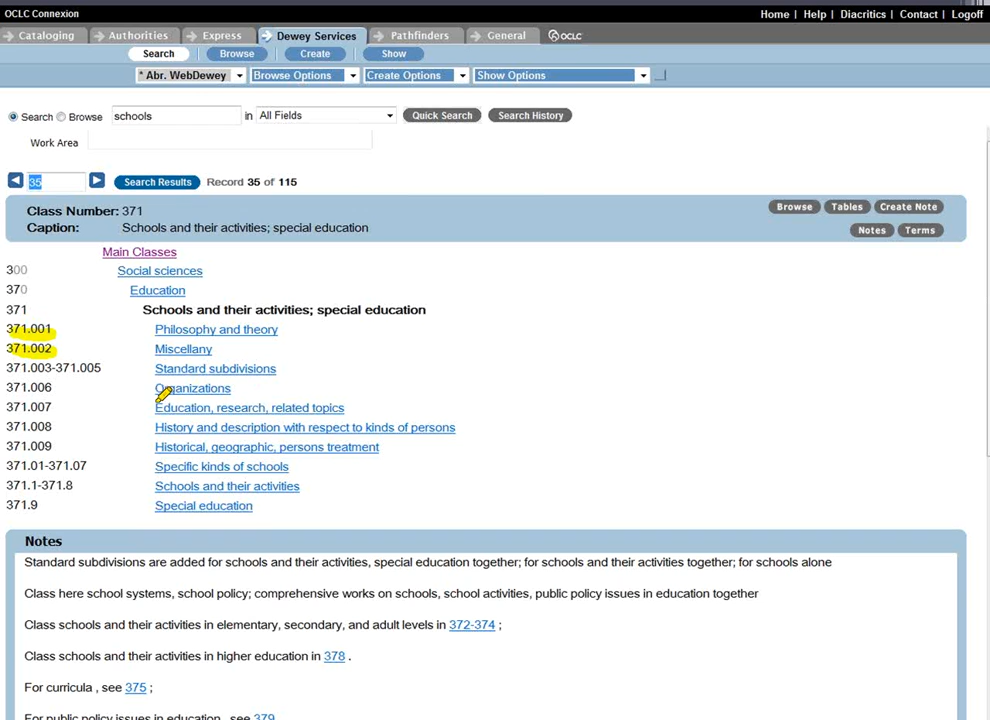 OCLC Connexion
Home | Help | Diacritics | Contact | Logoff
Cataloging Authorities Express Dewey Services Pathfinders General OCLC
Search Browse Create Show
* Abr. WebDewey Browse Options Create Options Show Options
Search Browse schools in All Fields Quick Search Search History
Work Area
35 Search Results Record 35 of 115
Class Number: 371 Browse Tables Create Note
Caption: Schools and their activities; special education Notes Terms
Main Classes
300 Social sciences
370 Education
371 Schools and their activities; special education
371.001 Philosophy and theory
371.002 Miscellany
371.003-371.005 Standard subdivisions
371.006 Organizations
371.007 Education, research, related topics
371.008 History and description with respect to kinds of persons
371.009 Historical, geographic, persons treatment
371.01-371.07 Specific kinds of schools
371.1-371.8 Schools and their activities
371.9 Special education
Notes
Standard subdivisions are added for schools and their activities, special education together; for schools and their activities together; for schools alone
Class here school systems, school policy; comprehensive works on schools, school activities, public policy issues in education together
Class schools and their activities in elementary, secondary, and adult levels in 372-374 ;
Class schools and their activities in higher education in 378 .
For curricula , see 375 ;
For public policy issues in education , see 379